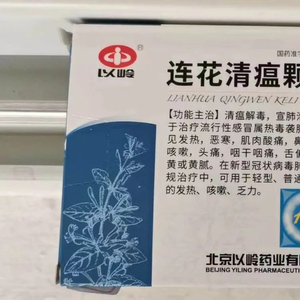 国药准
以岭
®
连花清瘟颗
LIANHUA QINGWEN KELI
【功能主治】清瘟解毒，宣肺泄
于治疗流行性感冒属热毒袭肺
见发热，恶寒，肌肉酸痛，鼻
咳嗽，头痛，咽干咽痛，舌偏
黄或黄腻。在新型冠状病毒肺
规治疗中，可用于轻型、普通
的发热、咳嗽、乏力。
北京以岭药业有限
BEIJING YILING PHARMACEUTICA